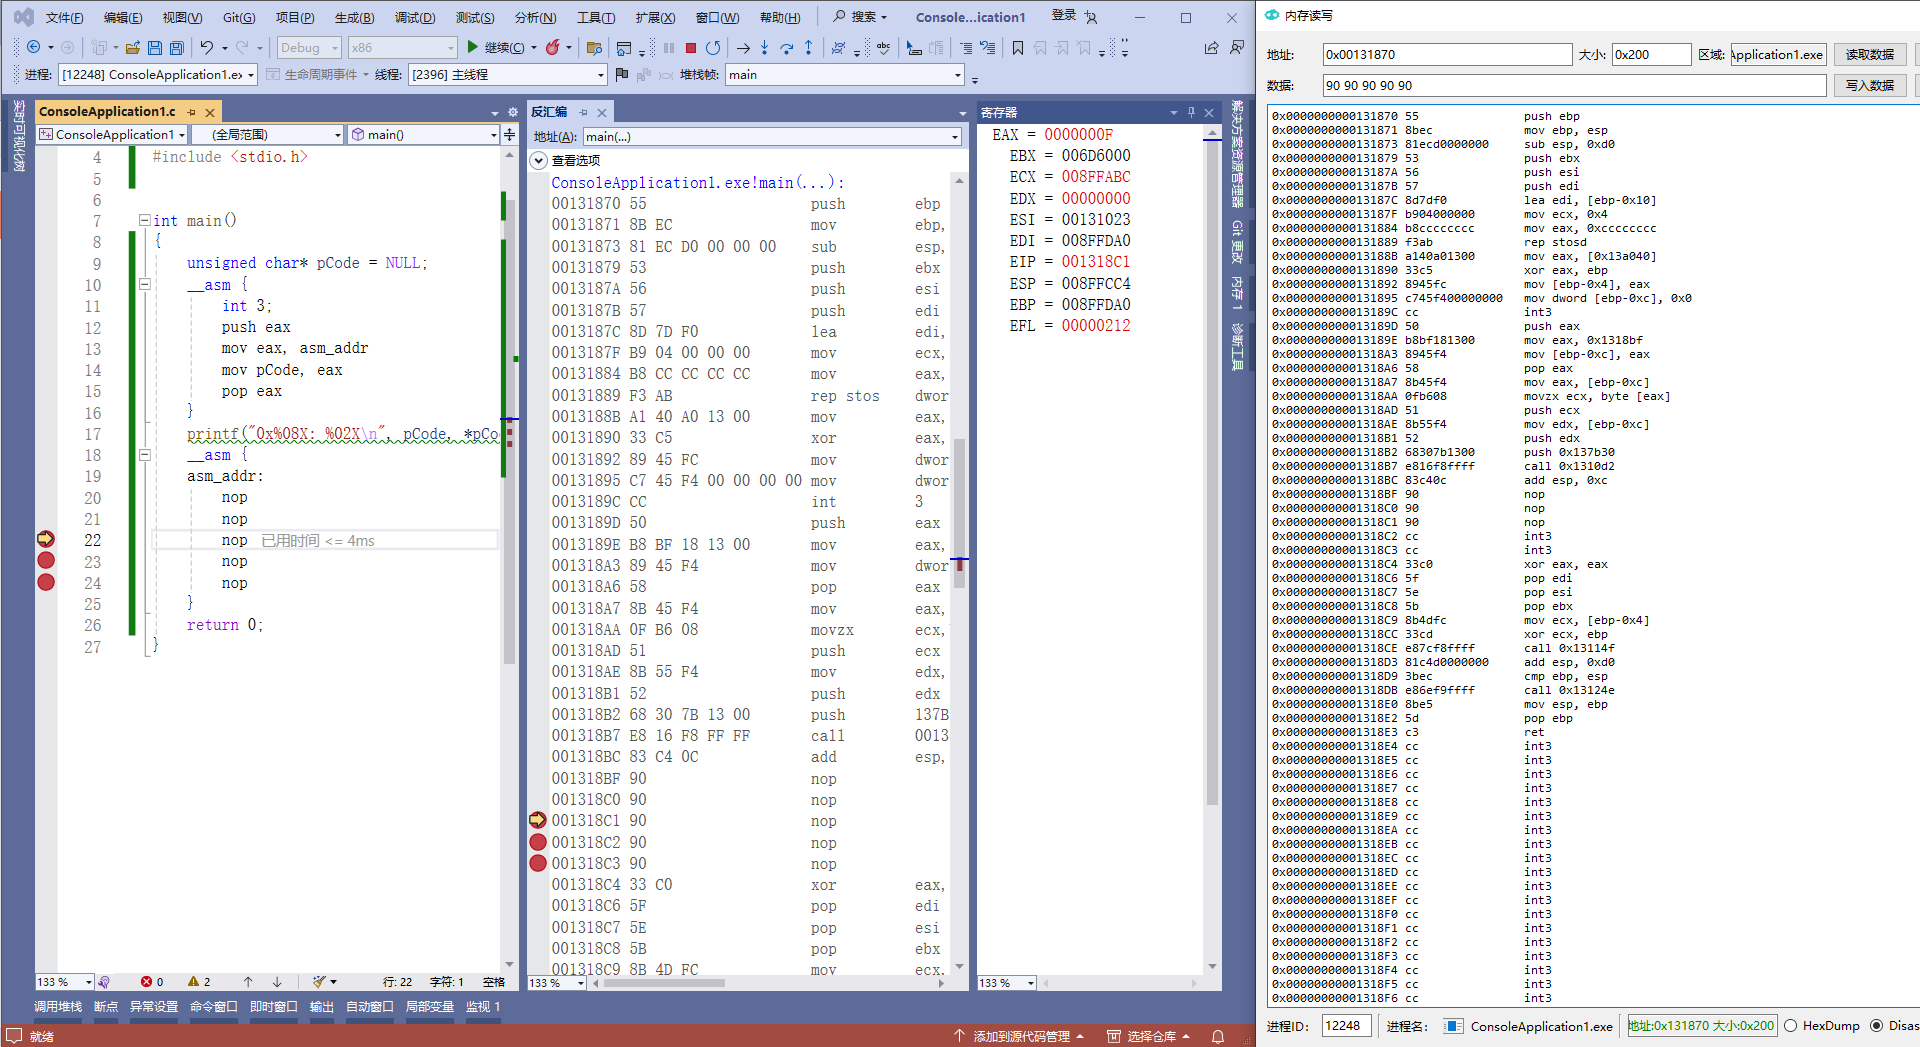 文件(F) 编辑(E) 视图(V) Git(G) 项目(P) 生成(B) 调试(D) 测试(S) 分析(N) 工具(T) 扩展(X) 窗口(W) 帮助(H) 搜索 Console...ication1 登录
Debug x86 继续(C)
进程: [12248] ConsoleApplication1.ex 生命周期事件 线程: [2396] 主线程 堆栈帧: main
实时可视化树
ConsoleApplication1.c
ConsoleApplication1 (全局范围) main()
4 #include <stdio.h>
5
6
7 int main()
8 {
9 unsigned char* pCode = NULL;
10 __asm {
11 int 3;
12 push eax
13 mov eax, asm_addr
14 mov pCode, eax
15 pop eax
16 }
17 printf("0x%08X: %02X\n", pCode, *pCo
18 __asm {
19 asm_addr:
20 nop
21 nop
22 nop 已用时间 <= 4ms
23 nop
24 nop
25 }
26 return 0;
27 }
133 % 0 2 行: 22 字符: 1 空格
反汇编
地址(A): main(...)
查看选项
ConsoleApplication1.exe!main(...):
00131870 55 push ebp
00131871 8B EC mov ebp,
00131873 81 EC D0 00 00 00 sub esp,
00131879 53 push ebx
0013187A 56 push esi
0013187B 57 push edi
0013187C 8D 7D F0 lea edi,
0013187F B9 04 00 00 00 mov ecx,
00131884 B8 CC CC CC CC mov eax,
00131889 F3 AB rep stos dwor
0013188B A1 40 A0 13 00 mov eax,
00131890 33 C5 xor eax,
00131892 89 45 FC mov dwor
00131895 C7 45 F4 00 00 00 00 mov dwor
0013189C CC int 3
0013189D 50 push eax
0013189E B8 BF 18 13 00 mov eax,
001318A3 89 45 F4 mov dwor
001318A6 58 pop eax
001318A7 8B 45 F4 mov eax,
001318AA 0F B6 08 movzx ecx,
001318AD 51 push ecx
001318AE 8B 55 F4 mov edx,
001318B1 52 push edx
001318B2 68 30 7B 13 00 push 137B
001318B7 E8 16 F8 FF FF call 0013
001318BC 83 C4 0C add esp,
001318BF 90 nop
001318C0 90 nop
001318C1 90 nop
001318C2 90 nop
001318C3 90 nop
001318C4 33 C0 xor eax,
001318C6 5F pop edi
001318C7 5E pop esi
001318C8 5B pop ebx
001318C9 8B 4D FC mov ecx,
133 %
寄存器
EAX = 0000000F
EBX = 006D6000
ECX = 008FFABC
EDX = 00000000
ESI = 00131023
EDI = 008FFDA0
EIP = 001318C1
ESP = 008FFCC4
EBP = 008FFDA0
EFL = 00000212
133 %
解决方案资源管理器
Git 更改
内存 1
诊断工具
调用堆栈 断点 异常设置 命令窗口 即时窗口 输出 自动窗口 局部变量 监视 1
就绪 添加到源代码管理 选择仓库
内存读写
地址: 0x00131870 大小: 0x200 区域: Application1.exe 读取数据
数据: 90 90 90 90 90 写入数据
0x0000000000131870 55 push ebp
0x0000000000131871 8bec mov ebp, esp
0x0000000000131873 81ecd0000000 sub esp, 0xd0
0x0000000000131879 53 push ebx
0x000000000013187A 56 push esi
0x000000000013187B 57 push edi
0x000000000013187C 8d7df0 lea edi, [ebp-0x10]
0x000000000013187F b904000000 mov ecx, 0x4
0x0000000000131884 b8cccccccc mov eax, 0xcccccccc
0x0000000000131889 f3ab rep stosd
0x000000000013188B a140a01300 mov eax, [0x13a040]
0x0000000000131890 33c5 xor eax, ebp
0x0000000000131892 8945fc mov [ebp-0x4], eax
0x0000000000131895 c745f400000000 mov dword [ebp-0xc], 0x0
0x000000000013189C cc int3
0x000000000013189D 50 push eax
0x000000000013189E b8bf181300 mov eax, 0x1318bf
0x00000000001318A3 8945f4 mov [ebp-0xc], eax
0x00000000001318A6 58 pop eax
0x00000000001318A7 8b45f4 mov eax, [ebp-0xc]
0x00000000001318AA 0fb608 movzx ecx, byte [eax]
0x00000000001318AD 51 push ecx
0x00000000001318AE 8b55f4 mov edx, [ebp-0xc]
0x00000000001318B1 52 push edx
0x00000000001318B2 68307b1300 push 0x137b30
0x00000000001318B7 e816f8ffff call 0x1310d2
0x00000000001318BC 83c40c add esp, 0xc
0x00000000001318BF 90 nop
0x00000000001318C0 90 nop
0x00000000001318C1 90 nop
0x00000000001318C2 cc int3
0x00000000001318C3 cc int3
0x00000000001318C4 33c0 xor eax, eax
0x00000000001318C6 5f pop edi
0x00000000001318C7 5e pop esi
0x00000000001318C8 5b pop ebx
0x00000000001318C9 8b4dfc mov ecx, [ebp-0x4]
0x00000000001318CC 33cd xor ecx, ebp
0x00000000001318CE e87cf8ffff call 0x13114f
0x00000000001318D3 81c4d0000000 add esp, 0xd0
0x00000000001318D9 3bec cmp ebp, esp
0x00000000001318DB e86ef9ffff call 0x13124e
0x00000000001318E0 8be5 mov esp, ebp
0x00000000001318E2 5d pop ebp
0x00000000001318E3 c3 ret
0x00000000001318E4 cc int3
0x00000000001318E5 cc int3
0x00000000001318E6 cc int3
0x00000000001318E7 cc int3
0x00000000001318E8 cc int3
0x00000000001318E9 cc int3
0x00000000001318EA cc int3
0x00000000001318EB cc int3
0x00000000001318EC cc int3
0x00000000001318ED cc int3
0x00000000001318EE cc int3
0x00000000001318EF cc int3
0x00000000001318F0 cc int3
0x00000000001318F1 cc int3
0x00000000001318F2 cc int3
0x00000000001318F3 cc int3
0x00000000001318F4 cc int3
0x00000000001318F5 cc int3
0x00000000001318F6 cc int3
进程ID: 12248 进程名: ConsoleApplication1.exe 地址:0x131870 大小:0x200 HexDump Disas